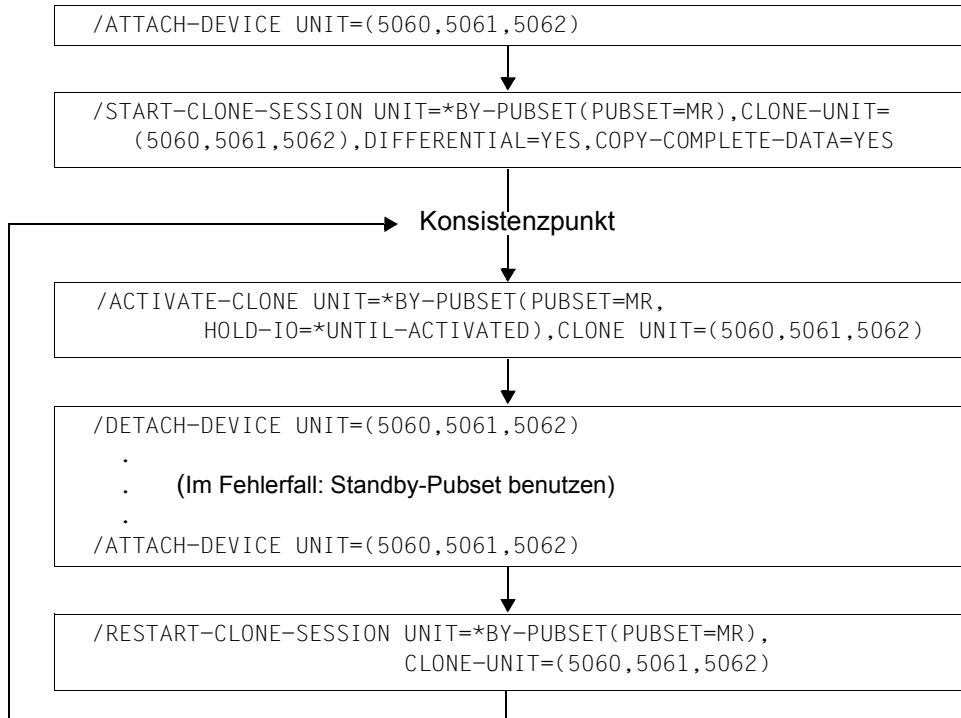 /ATTACH-DEVICE UNIT=(5060,5061,5062)
/START-CLONE-SESSION UNIT=*BY-PUBSET(PUBSET=MR),CLONE-UNIT=
(5060,5061,5062),DIFFERENTIAL=YES,COPY-COMPLETE-DATA=YES
Konsistenzpunkt
/ACTIVATE-CLONE UNIT=*BY-PUBSET(PUBSET=MR,
HOLD-IO=*UNTIL-ACTIVATED),CLONE UNIT=(5060,5061,5062)
/DETACH-DEVICE UNIT=(5060,5061,5062)
.
. (Im Fehlerfall: Standby-Pubset benutzen)
.
/ATTACH-DEVICE UNIT=(5060,5061,5062)
/RESTART-CLONE-SESSION UNIT=*BY-PUBSET(PUBSET=MR),
CLONE-UNIT=(5060,5061,5062)